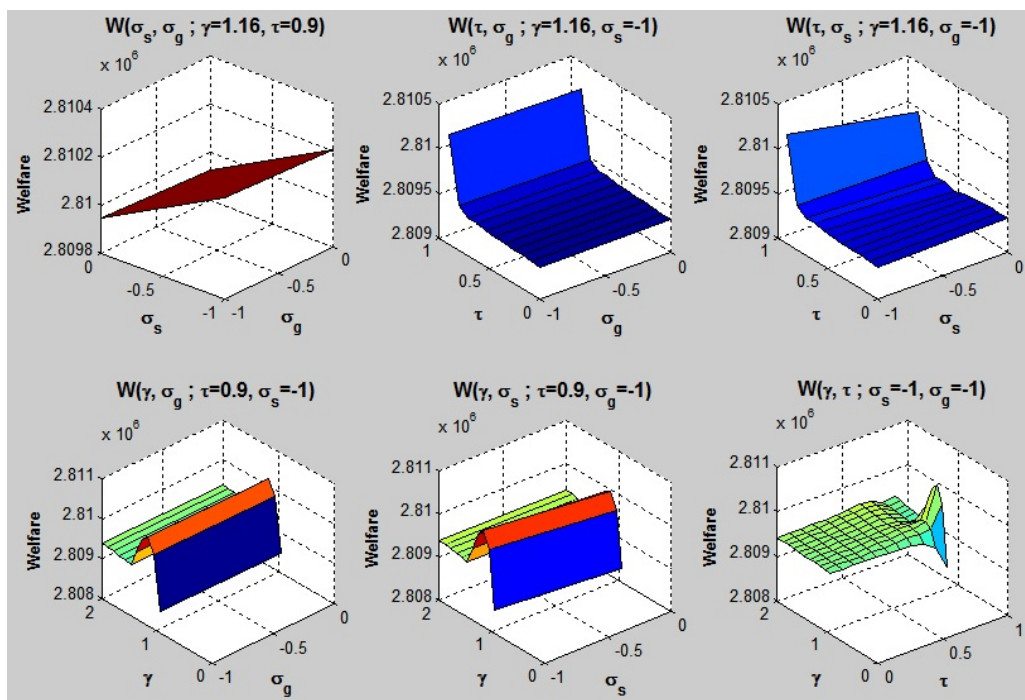 W(σs, σg ; γ=1.16, τ=0.9)
x 10^6
2.8104
2.8102
2.81
2.8098
Welfare
0
-0.5
-1
-1
-0.5
0
σs
σg
W(τ, σg ; γ=1.16, σs=-1)
x 10^6
2.8105
2.81
2.8095
2.809
Welfare
1
0.5
0
-1
-0.5
0
τ
σg
W(τ, σs ; γ=1.16, σg=-1)
x 10^6
2.8105
2.81
2.8095
2.809
Welfare
1
0.5
0
-1
-0.5
0
τ
σs
W(γ, σg ; τ=0.9, σs=-1)
x 10^6
2.811
2.81
2.809
2.808
Welfare
2
1
0
-1
-0.5
0
γ
σg
W(γ, σs ; τ=0.9, σg=-1)
x 10^6
2.811
2.81
2.809
2.808
Welfare
2
1
0
-1
-0.5
0
γ
σs
W(γ, τ ; σs=-1, σg=-1)
x 10^6
2.811
2.81
2.809
2.808
Welfare
2
1
0
0
0.5
1
γ
τ